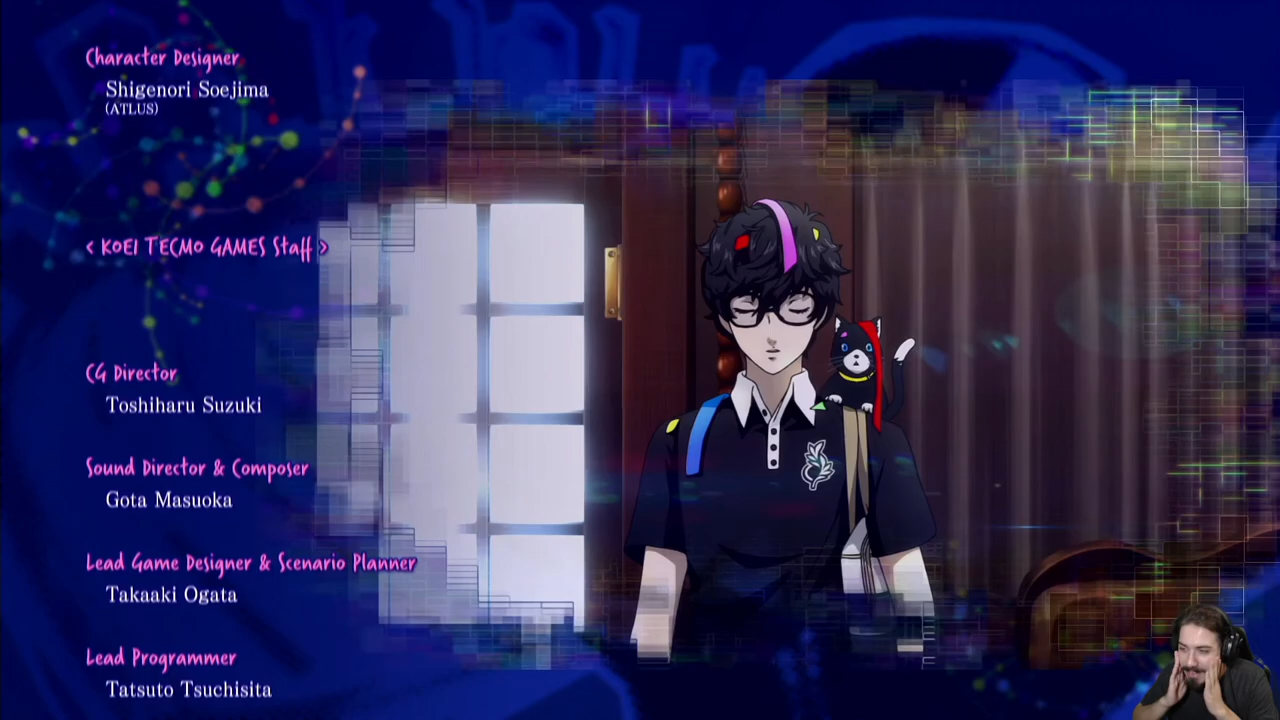 Character Designer
Shigenori Soejima
(ATLUS)
< KOEI TECMO GAMES Staff >
CG Director
Toshiharu Suzuki
Sound Director & Composer
Gota Masuoka
Lead Game Designer & Scenario Planner
Takaaki Ogata
Lead Programmer
Tatsuto Tsuchisita